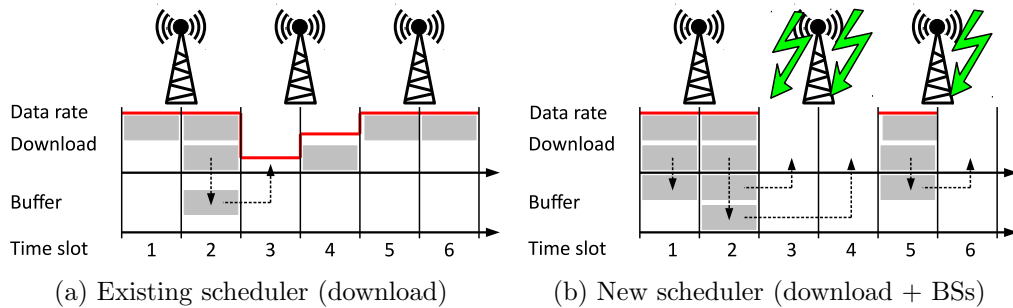 Data rate
Download
Buffer
Time slot 1 2 3 4 5 6
(a) Existing scheduler (download)
Data rate
Download
Buffer
Time slot 1 2 3 4 5 6
(b) New scheduler (download + BSs)